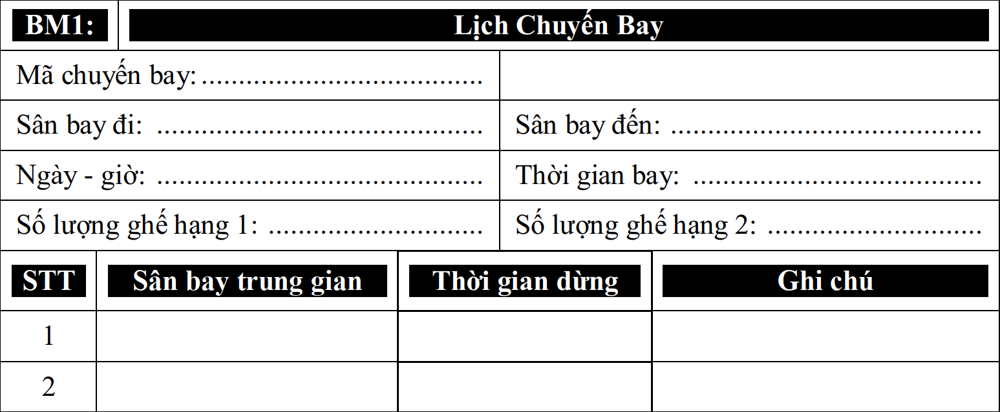 BM1: Lịch Chuyến Bay
Mã chuyến bay:......................................
Sân bay đi: ............................................ Sân bay đến: ..........................................
Ngày - giờ: ............................................ Thời gian bay: .......................................
Số lượng ghế hạng 1: ............................. Số lượng ghế hạng 2: .............................
STT Sân bay trung gian Thời gian dừng Ghi chú
1
2